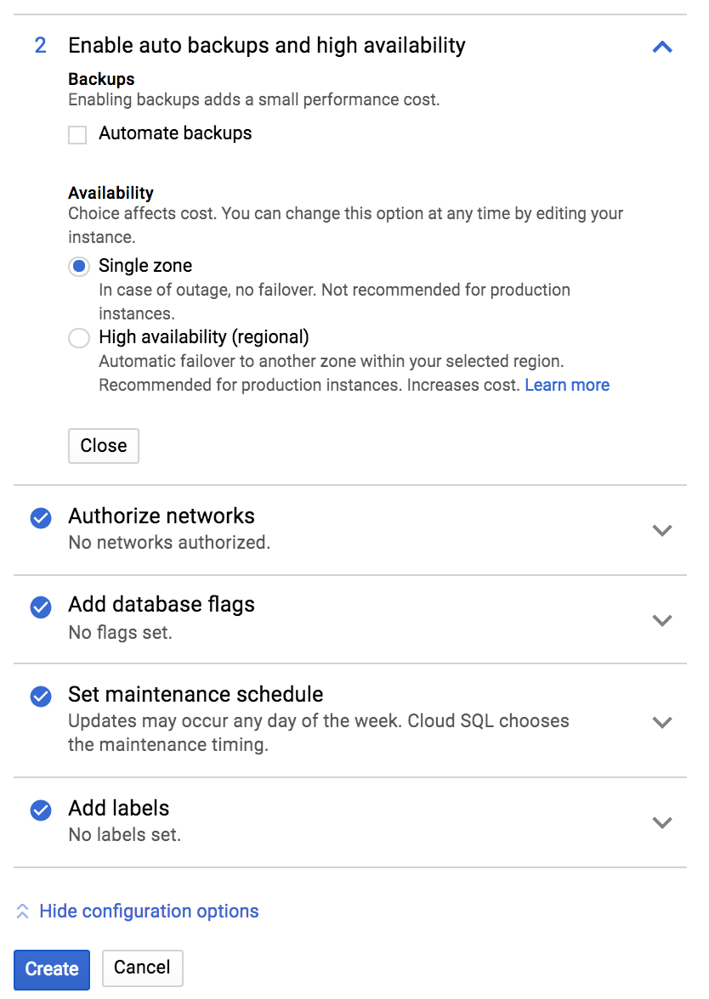 2 Enable auto backups and high availability
Backups
Enabling backups adds a small performance cost.
Automate backups
Availability
Choice affects cost. You can change this option at any time by editing your
instance.
Single zone
In case of outage, no failover. Not recommended for production
instances.
High availability (regional)
Automatic failover to another zone within your selected region.
Recommended for production instances. Increases cost. Learn more
Close
Authorize networks
No networks authorized.
Add database flags
No flags set.
Set maintenance schedule
Updates may occur any day of the week. Cloud SQL chooses
the maintenance timing.
Add labels
No labels set.
Hide configuration options
Create Cancel